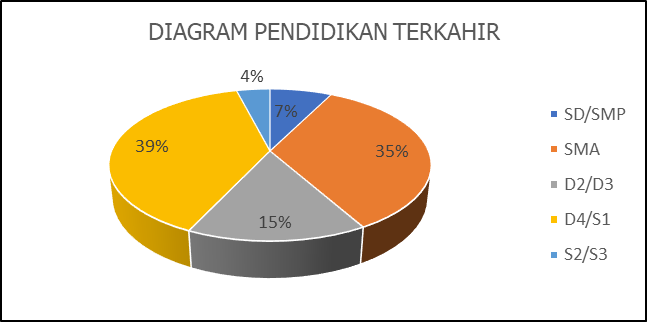 DIAGRAM PENDIDIKAN TERKAHIR
4%
7%
39%
35%
15%
SD/SMP
SMA
D2/D3
D4/S1
S2/S3